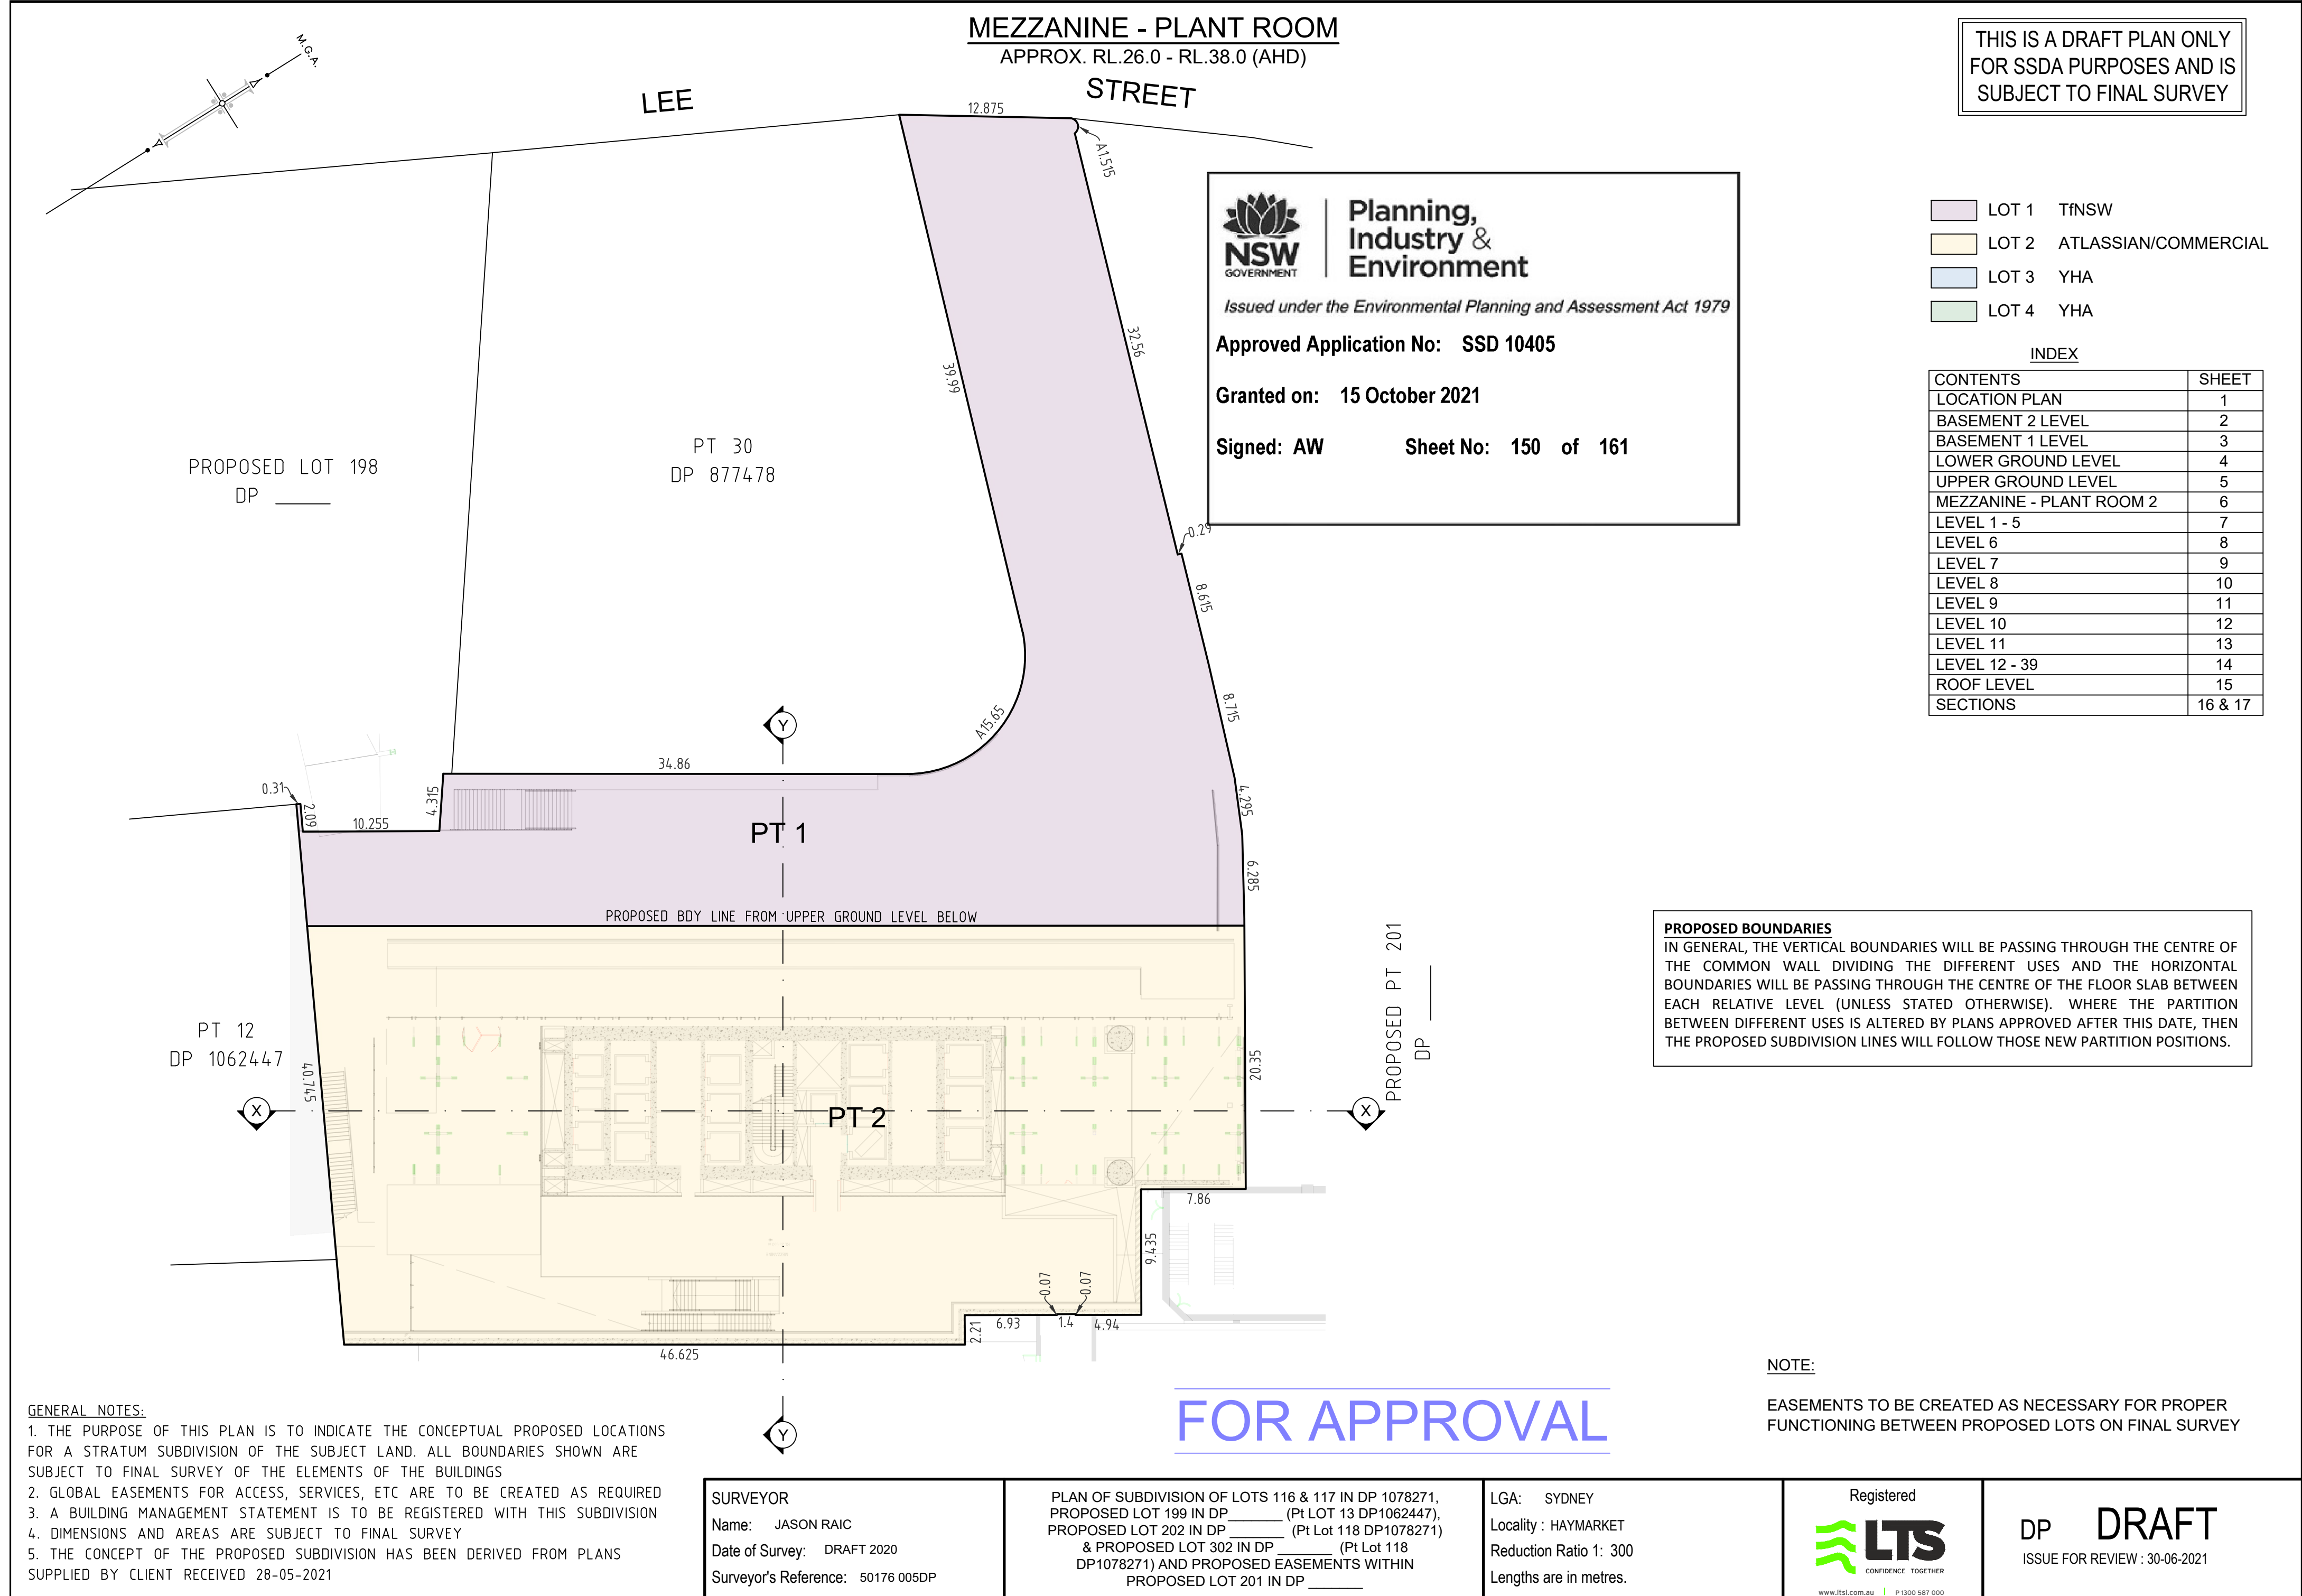 MEZZANINE - PLANT ROOM
APPROX. RL.26.0 - RL.38.0 (AHD)
THIS IS A DRAFT PLAN ONLY
FOR SSDA PURPOSES AND IS
SUBJECT TO FINAL SURVEY
M.G.A.
LEE
STREET
12.875
A1.515
Planning,
Industry &
Environment
NSW
GOVERNMENT
Issued under the Environmental Planning and Assessment Act 1979
Approved Application No: SSD 10405
Granted on: 15 October 2021
Signed: AW Sheet No: 150 of 161
LOT 1 TfNSW
LOT 2 ATLASSIAN/COMMERCIAL
LOT 3 YHA
LOT 4 YHA
INDEX
CONTENTS SHEET
LOCATION PLAN 1
BASEMENT 2 LEVEL 2
BASEMENT 1 LEVEL 3
LOWER GROUND LEVEL 4
UPPER GROUND LEVEL 5
MEZZANINE - PLANT ROOM 2 6
LEVEL 1 - 5 7
LEVEL 6 8
LEVEL 7 9
LEVEL 8 10
LEVEL 9 11
LEVEL 10 12
LEVEL 11 13
LEVEL 12 - 39 14
ROOF LEVEL 15
SECTIONS 16 & 17
32.56
39.99
PROPOSED LOT 198
DP ______
PT 30
DP 877478
0.29
8.615
8.715
A15.65
Y
34.86
0.31
2.09
10.255
4.315
4.295
PT 1
6.285
PROPOSED BDY LINE FROM UPPER GROUND LEVEL BELOW
PT 12
DP 1062447
40.745
X
PT 2
20.35
X
PROPOSED PT 201
DP ______
7.86
9.435
0.07
0.07
2.21
6.93
1.4
4.94
46.625
Y
PROPOSED BOUNDARIES
IN GENERAL, THE VERTICAL BOUNDARIES WILL BE PASSING THROUGH THE CENTRE OF
THE COMMON WALL DIVIDING THE DIFFERENT USES AND THE HORIZONTAL
BOUNDARIES WILL BE PASSING THROUGH THE CENTRE OF THE FLOOR SLAB BETWEEN
EACH RELATIVE LEVEL (UNLESS STATED OTHERWISE). WHERE THE PARTITION
BETWEEN DIFFERENT USES IS ALTERED BY PLANS APPROVED AFTER THIS DATE, THEN
THE PROPOSED SUBDIVISION LINES WILL FOLLOW THOSE NEW PARTITION POSITIONS.
NOTE:
EASEMENTS TO BE CREATED AS NECESSARY FOR PROPER
FUNCTIONING BETWEEN PROPOSED LOTS ON FINAL SURVEY
FOR APPROVAL
GENERAL NOTES:
1. THE PURPOSE OF THIS PLAN IS TO INDICATE THE CONCEPTUAL PROPOSED LOCATIONS
FOR A STRATUM SUBDIVISION OF THE SUBJECT LAND. ALL BOUNDARIES SHOWN ARE
SUBJECT TO FINAL SURVEY OF THE ELEMENTS OF THE BUILDINGS
2. GLOBAL EASEMENTS FOR ACCESS, SERVICES, ETC ARE TO BE CREATED AS REQUIRED
3. A BUILDING MANAGEMENT STATEMENT IS TO BE REGISTERED WITH THIS SUBDIVISION
4. DIMENSIONS AND AREAS ARE SUBJECT TO FINAL SURVEY
5. THE CONCEPT OF THE PROPOSED SUBDIVISION HAS BEEN DERIVED FROM PLANS
SUPPLIED BY CLIENT RECEIVED 28-05-2021
SURVEYOR
Name: JASON RAIC
Date of Survey: DRAFT 2020
Surveyor's Reference: 50176 005DP
PLAN OF SUBDIVISION OF LOTS 116 & 117 IN DP 1078271,
PROPOSED LOT 199 IN DP_______ (Pt LOT 13 DP1062447),
PROPOSED LOT 202 IN DP _______ (Pt Lot 118 DP1078271)
& PROPOSED LOT 302 IN DP _______ (Pt Lot 118
DP1078271) AND PROPOSED EASEMENTS WITHIN
PROPOSED LOT 201 IN DP _______
LGA: SYDNEY
Locality : HAYMARKET
Reduction Ratio 1: 300
Lengths are in metres.
Registered
LTS
CONFIDENCE TOGETHER
www.ltsl.com.au | P 1300 587 000
DP DRAFT
ISSUE FOR REVIEW : 30-06-2021